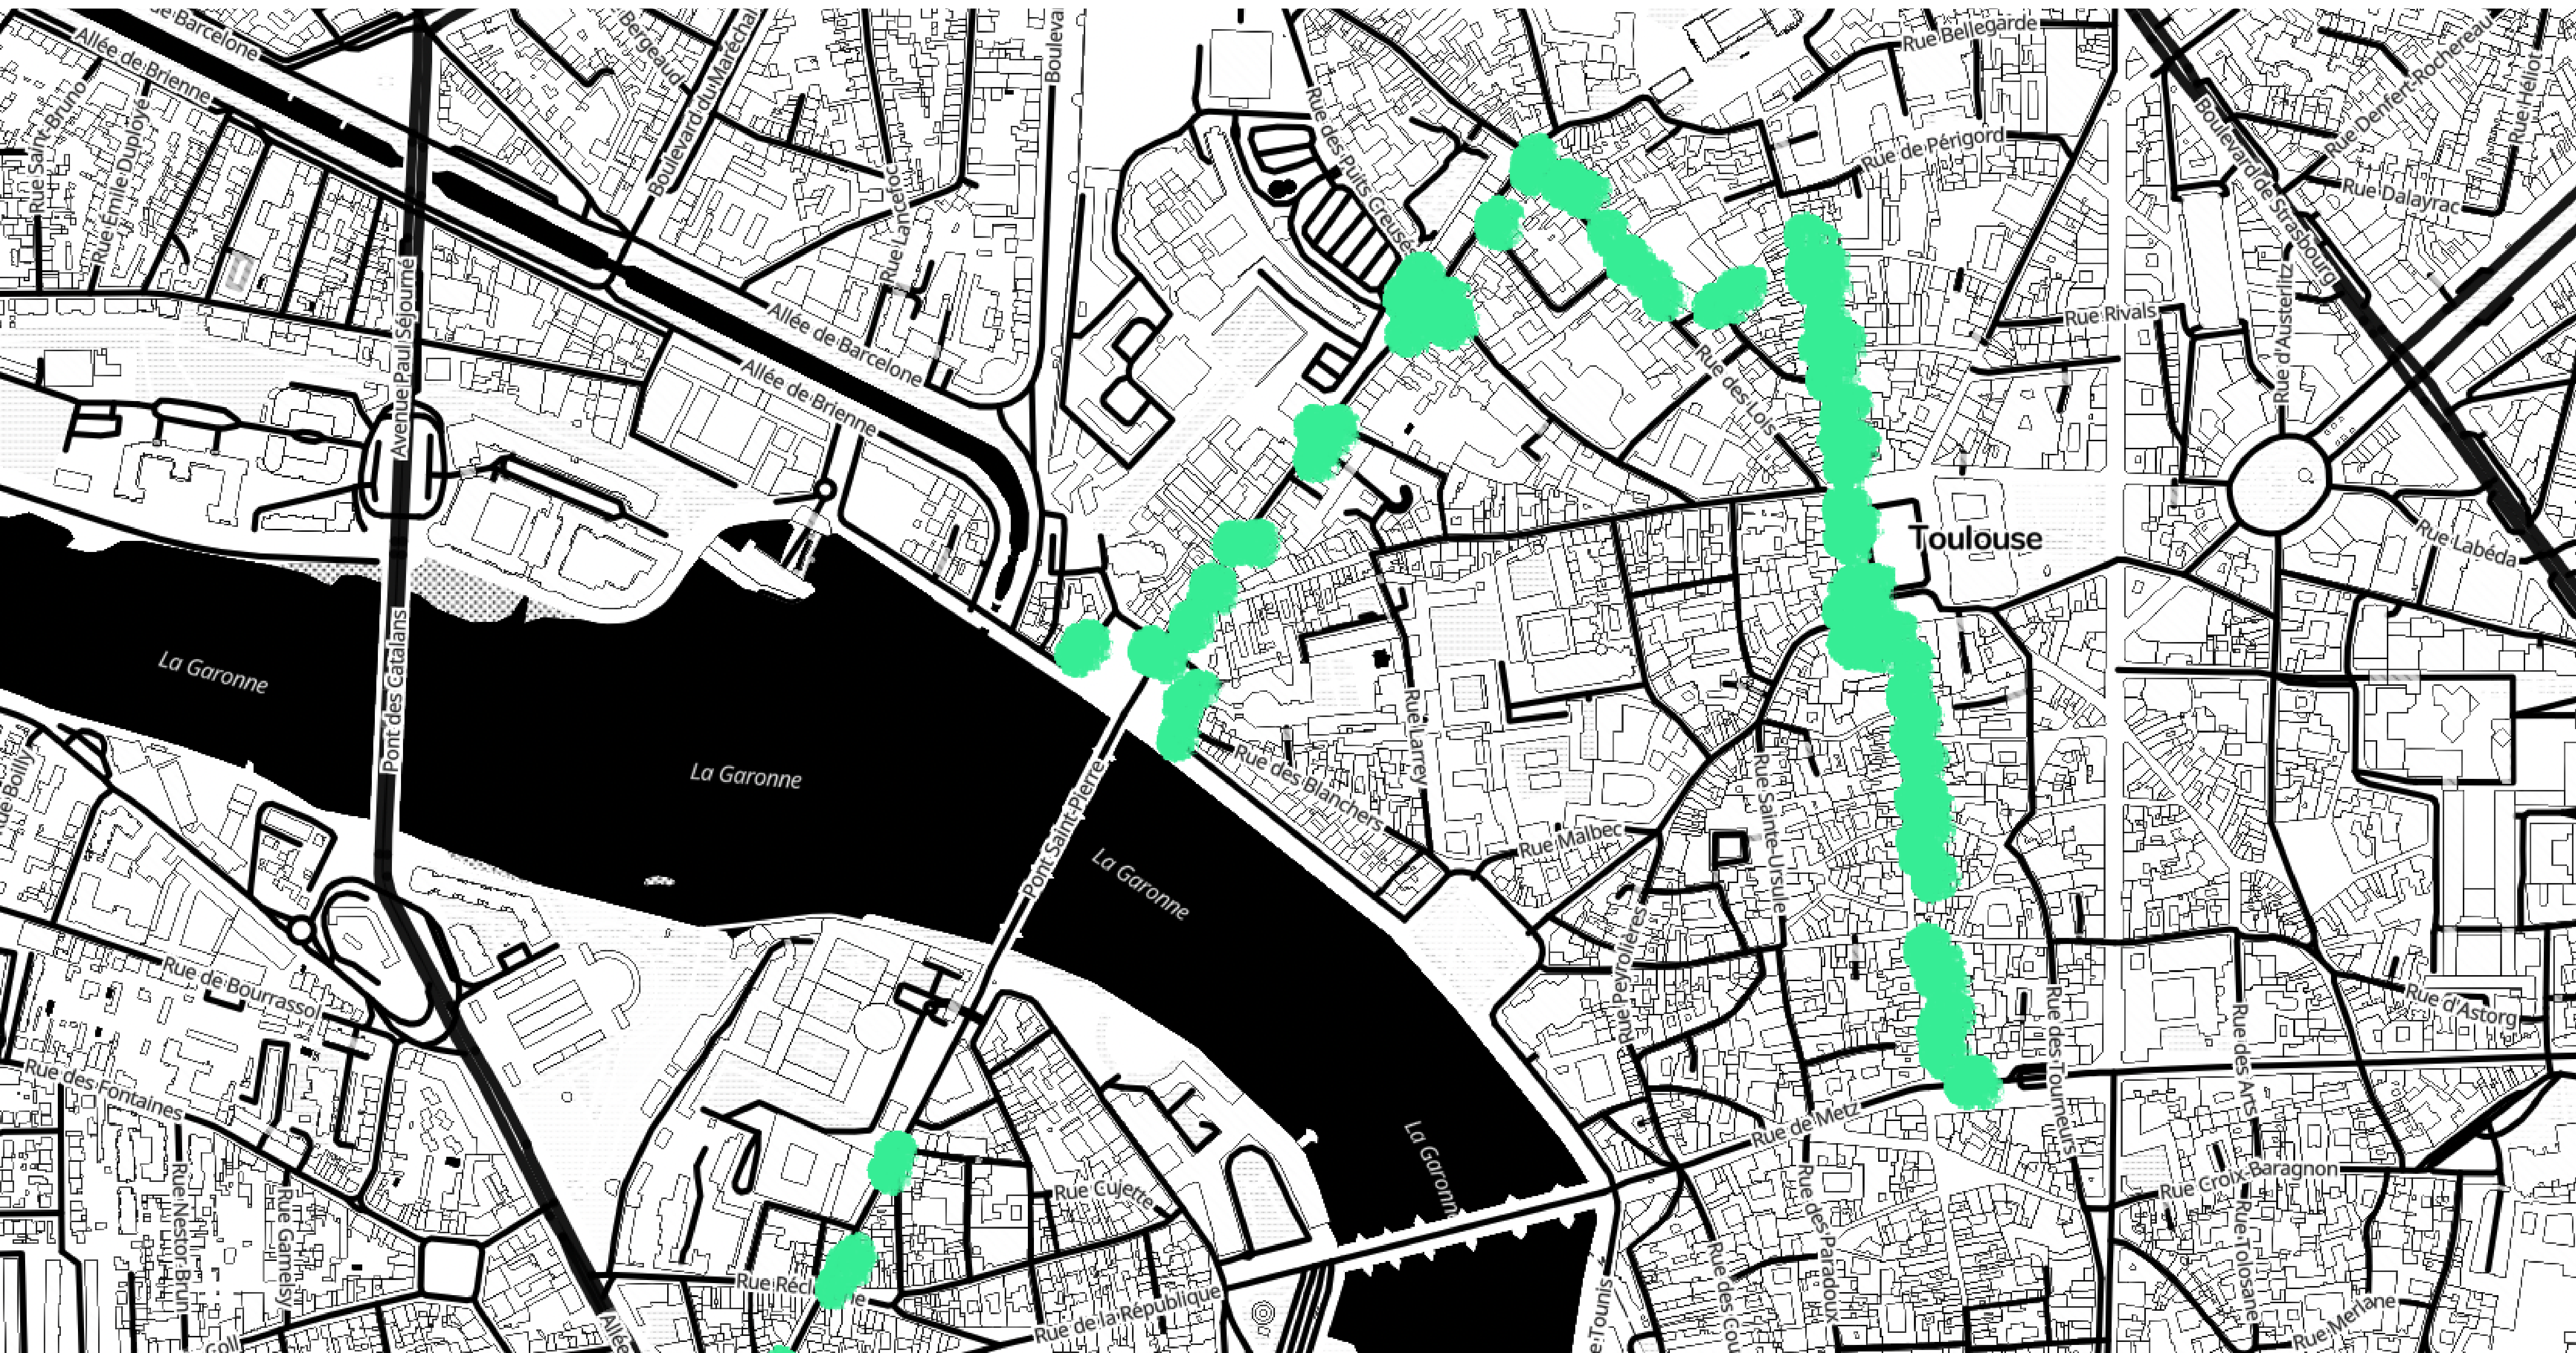 de Barcelone
Allée de Brienne
Rue Saint-Bruno
Rue Émile Duployé
Avenue Paul Séjourné
Bergeaud
Boulevard du Maréchal
Boulevard
Rue Lancefoc
Allée de Barcelone
Allée de Brienne
Rue des Puits Creusés
Rue Bellegarde
Rue de Périgord
Boulevard de Strasbourg
Rue Denfert-Rochereau
Rue Héliot
Rue Dalayrac
Rue Rivals
Rue d'Austerlitz
Rue des Lois
Toulouse
Rue Labéda
La Garonne
Pont des Catalans
La Garonne
Rue Boilly
Pont Saint-Pierre
La Garonne
Rue des Blanchers
Rue Larrey
Rue Malbec
Rue Sainte-Ursule
Rue Peyrolières
Rue de Bourrassol
Rue des Fontaines
Rue Nestor Brun
Rue Gamelsy
Rue Cujette
La Garonne
Rue de Metz
Rue des Tourneurs
Rue des Arts
Rue d'Astorg
Rue Croix-Baragnon
Rue Tolosane
Rue des Paradoux
Rue de la République
Rue Merlane